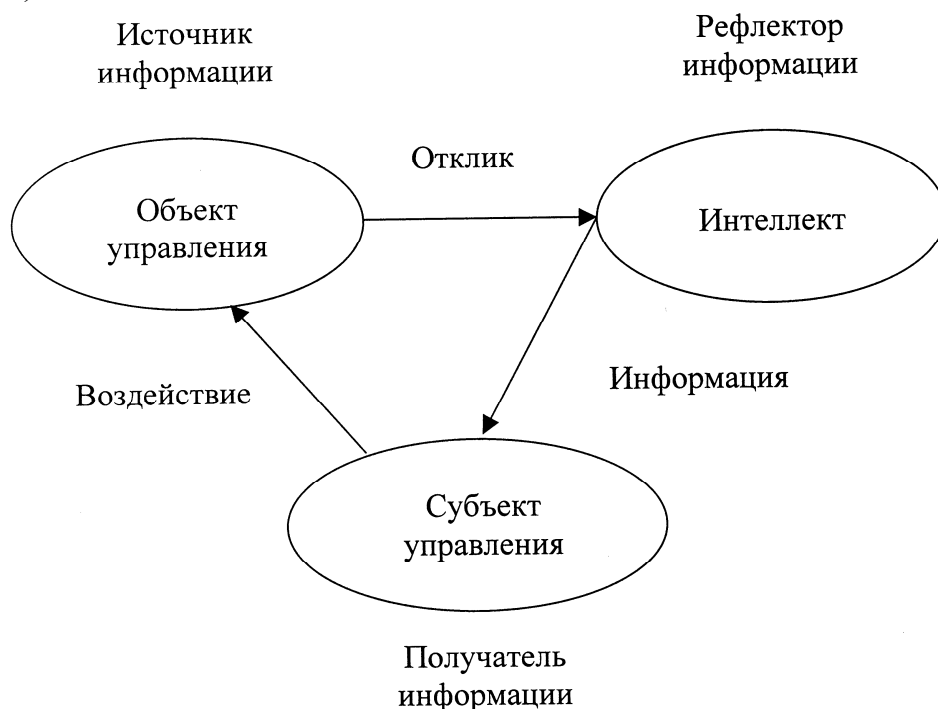 Источник
информации
Рефлектор
информации
Отклик
Объект
управления
Интеллект
Воздействие
Информация
Субъект
управления
Получатель
информации